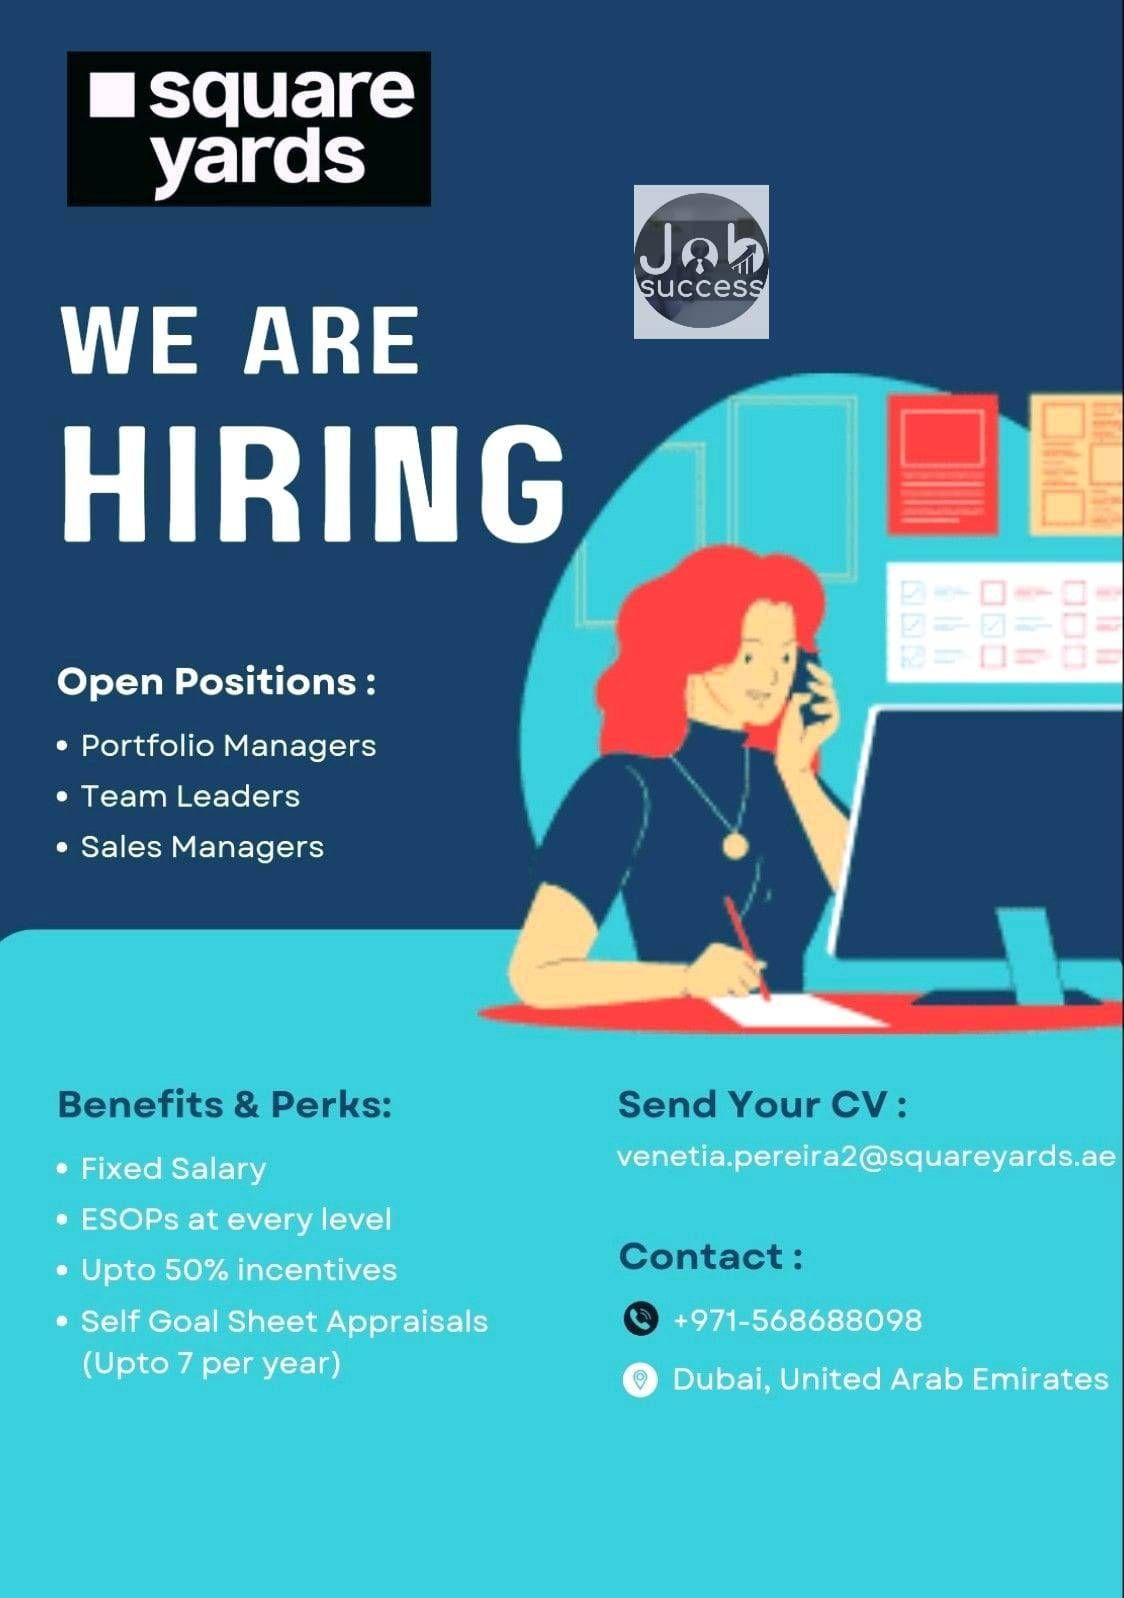 square
yards
Job
success
WE ARE
HIRING
Open Positions :
• Portfolio Managers
• Team Leaders
• Sales Managers
Benefits & Perks:
• Fixed Salary
• ESOPs at every level
• Upto 50% incentives
• Self Goal Sheet Appraisals
(Upto 7 per year)
Send Your CV :
venetia.pereira2@squareyards.ae
Contact :
+971-568688098
Dubai, United Arab Emirates